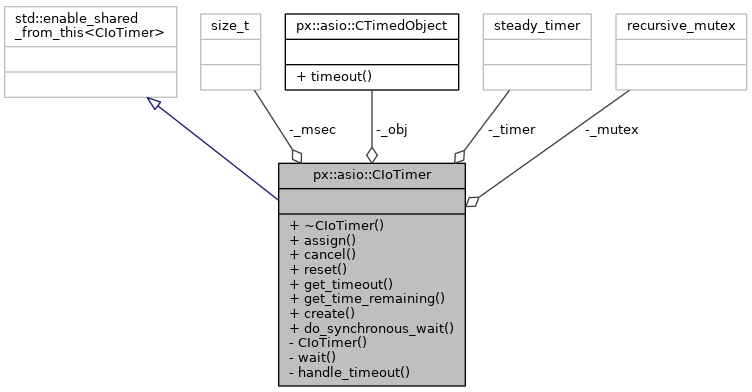 std::enable_shared
_from_this<CIoTimer>
size_t
px::asio::CTimedObject
+ timeout()
steady_timer
recursive_mutex
-_msec
-_obj
-_timer
-_mutex
px::asio::CIoTimer
+ ~CIoTimer()
+ assign()
+ cancel()
+ reset()
+ get_timeout()
+ get_time_remaining()
+ create()
+ do_synchronous_wait()
- CIoTimer()
- wait()
- handle_timeout()